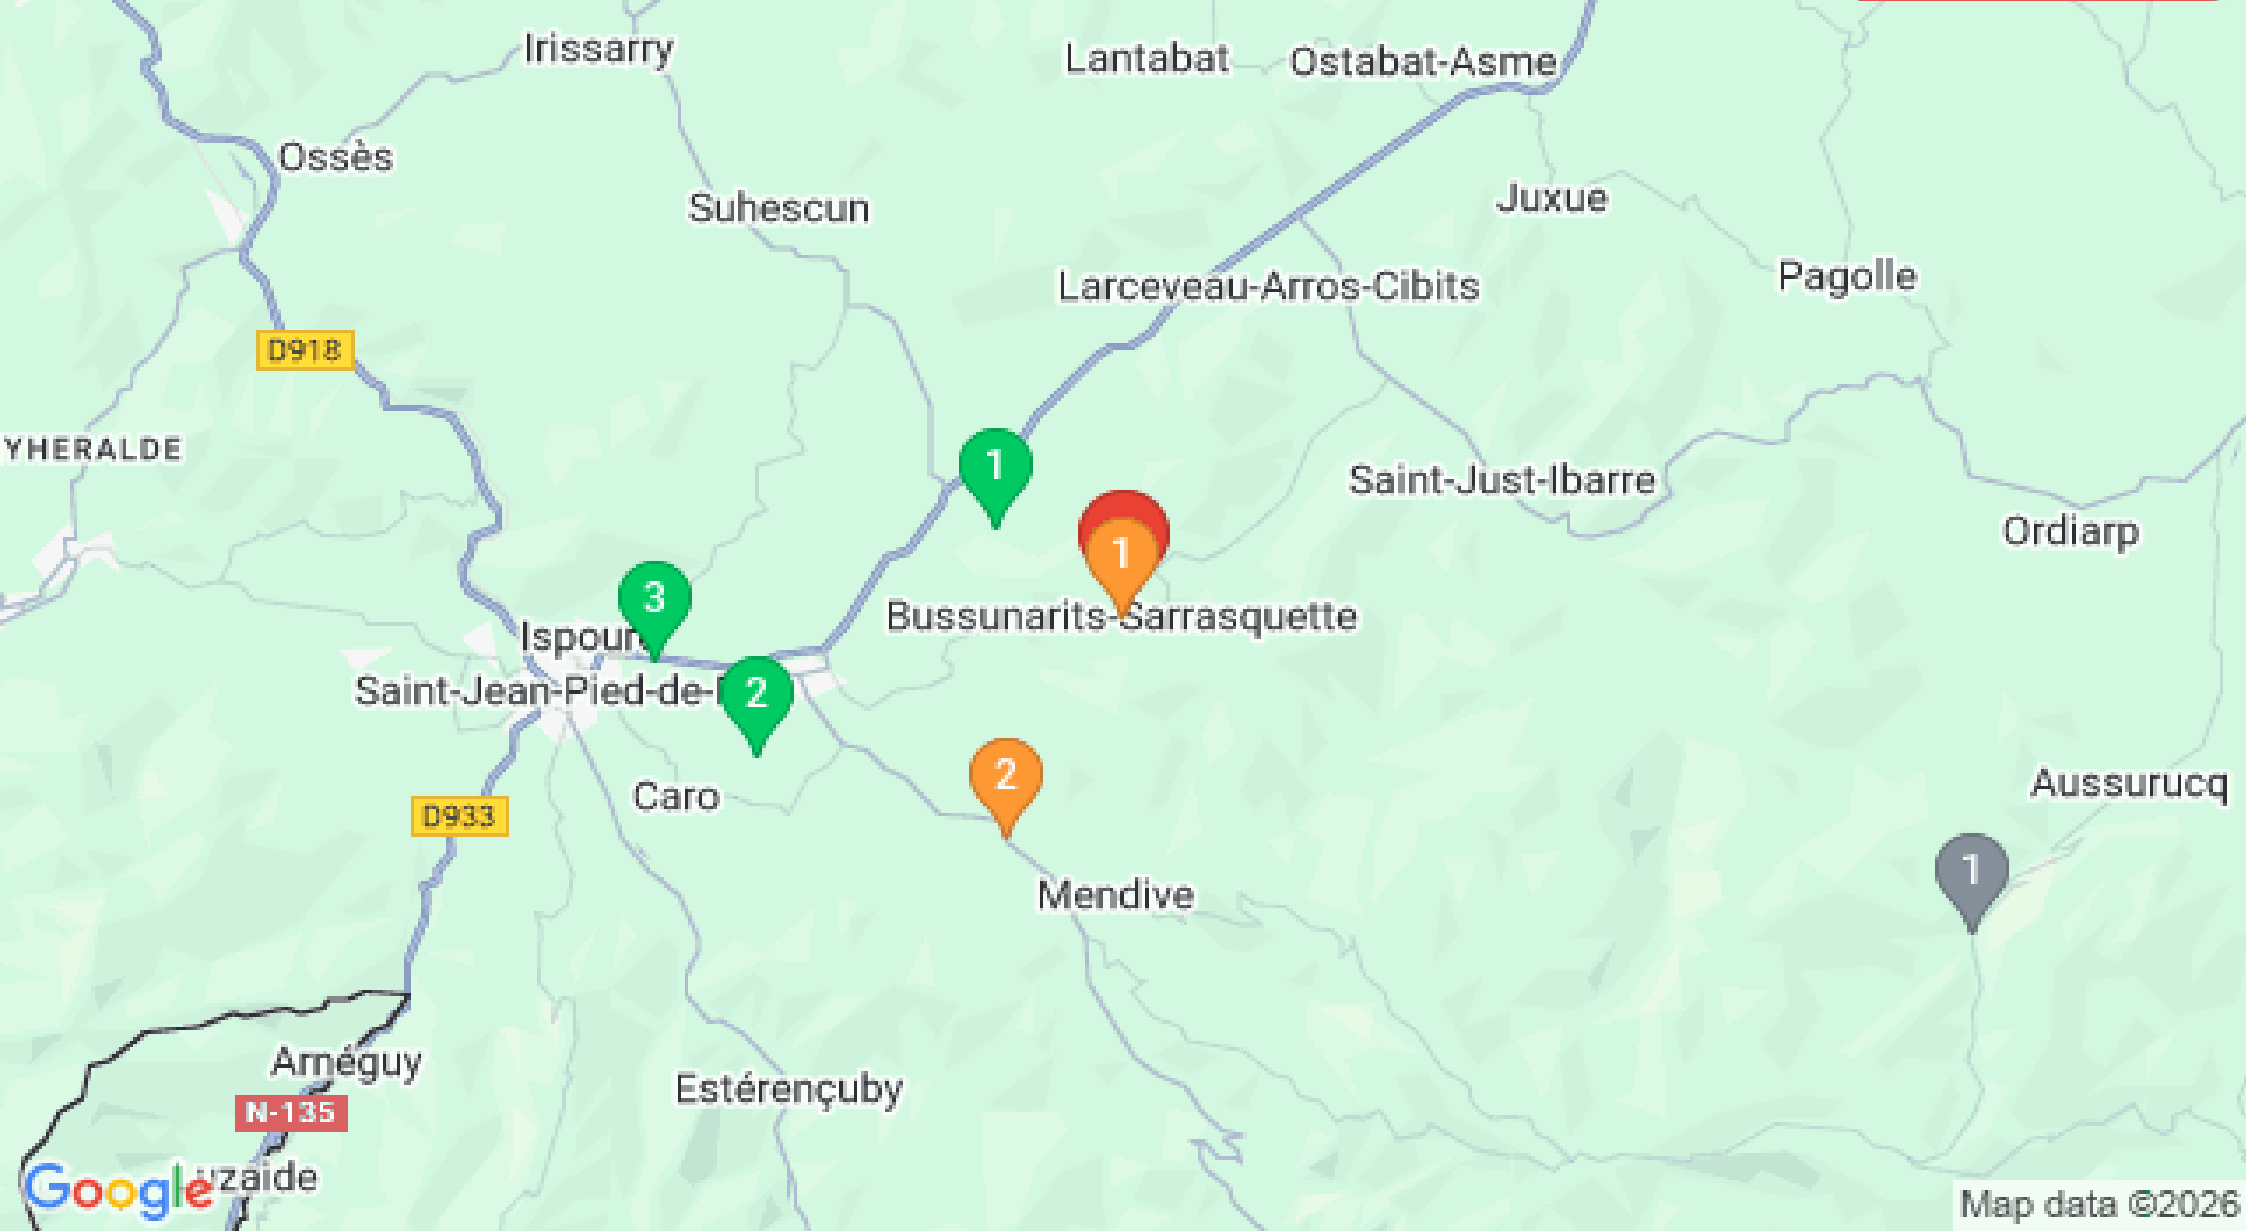 Irissarry
Lantabat
Ostabat-Asme
Ossès
Suhescun
Juxue
Pagolle
Larceveau-Arros-Cibits
D918
YHERALDE
1
Saint-Just-Ibarre
Ordiarp
1
3
Bussunarits-Sarrasquette
Ispour
Saint-Jean-Pied-de-
2
2
Caro
Aussurucq
D933
1
Mendive
Arnéguy
Estérençuby
N-135
Google
zaide
Map data ©2026